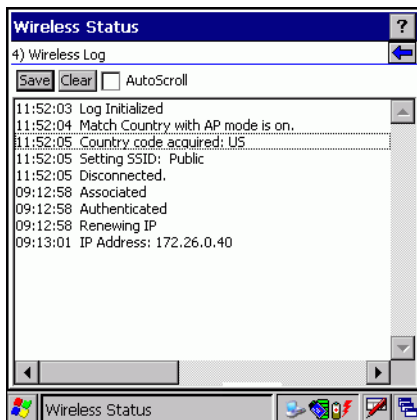 Wireless Status ?
4) Wireless Log
Save Clear AutoScroll
11:52:03 Log Initialized
11:52:04 Match Country with AP mode is on.
11:52:05 Country code acquired: US
11:52:05 Setting SSID: Public
11:52:05 Disconnected.
09:12:58 Associated
09:12:58 Authenticated
09:12:58 Renewing IP
09:13:01 IP Address: 172.26.0.40
Wireless Status